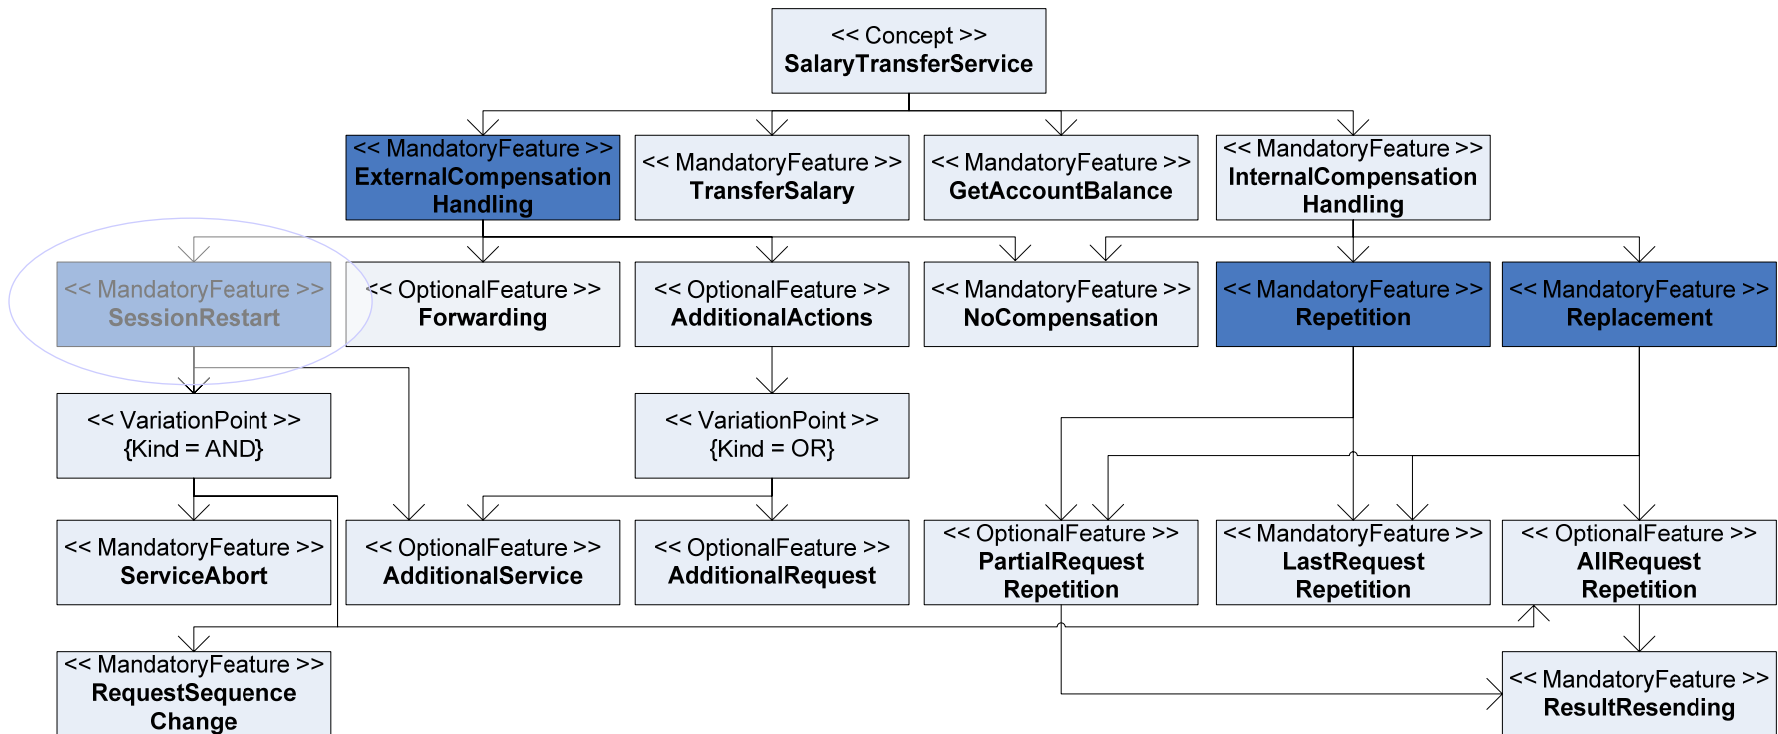 << Concept >>
SalaryTransferService
<< MandatoryFeature >>
ExternalCompensation
Handling
<< MandatoryFeature >>
TransferSalary
<< MandatoryFeature >>
GetAccountBalance
<< MandatoryFeature >>
InternalCompensation
Handling
<< MandatoryFeature >>
SessionRestart
<< OptionalFeature >>
Forwarding
<< OptionalFeature >>
AdditionalActions
<< MandatoryFeature >>
NoCompensation
<< MandatoryFeature >>
Repetition
<< MandatoryFeature >>
Replacement
<< VariationPoint >>
{Kind = AND}
<< VariationPoint >>
{Kind = OR}
<< MandatoryFeature >>
ServiceAbort
<< OptionalFeature >>
AdditionalService
<< OptionalFeature >>
AdditionalRequest
<< OptionalFeature >>
PartialRequest
Repetition
<< MandatoryFeature >>
LastRequest
Repetition
<< OptionalFeature >>
AllRequest
Repetition
<< MandatoryFeature >>
RequestSequence
Change
<< MandatoryFeature >>
ResultResending